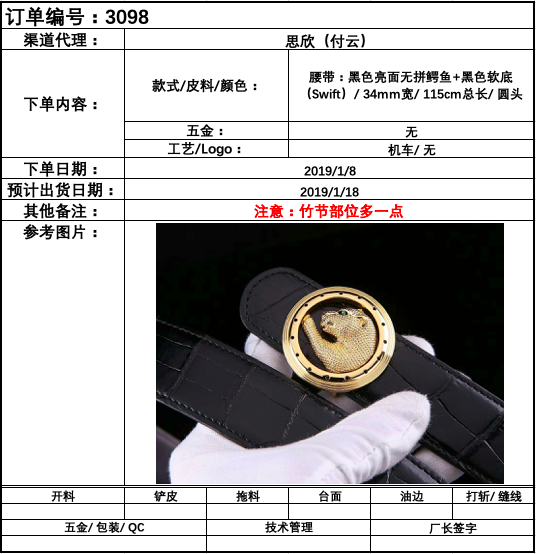 订单编号：3098
渠道代理： 思欣（付云）
下单内容： 款式/皮料/颜色： 腰带：黑色亮面无拼鳄鱼+黑色软底
（Swift）/ 34mm宽/ 115cm总长/ 圆头
五金： 无
工艺/Logo： 机车/ 无
下单日期： 2019/1/8
预计出货日期： 2019/1/18
其他备注： 注意：竹节部位多一点
参考图片：
开料 铲皮 拖料 台面 油边 打斩/ 缝线
五金/ 包装/ QC 技术管理 厂长签字